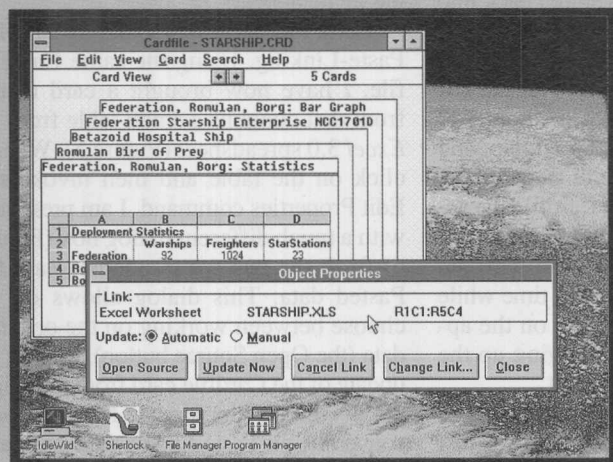 Cardfile - STARSHIP.CRD
File Edit View Card Search Help
Card View 5 Cards
Federation, Romulan, Borg: Bar Graph
Federation Starship Enterprise NCC1701D
Betazoid Hospital Ship
Romulan Bird of Prey
Federation, Romulan, Borg: Statistics
A B C D
1 Deployment Statistics
2 Warships Freighters StarStations
3 Federation 92 1024 23
4 Ro
5 Bo
Object Properties
Link:
Excel Worksheet STARSHIP.XLS R1C1:R5C4
Update: Automatic Manual
Open Source Update Now Cancel Link Change Link... Close
IdleWild Sherlock File Manager Program Manager